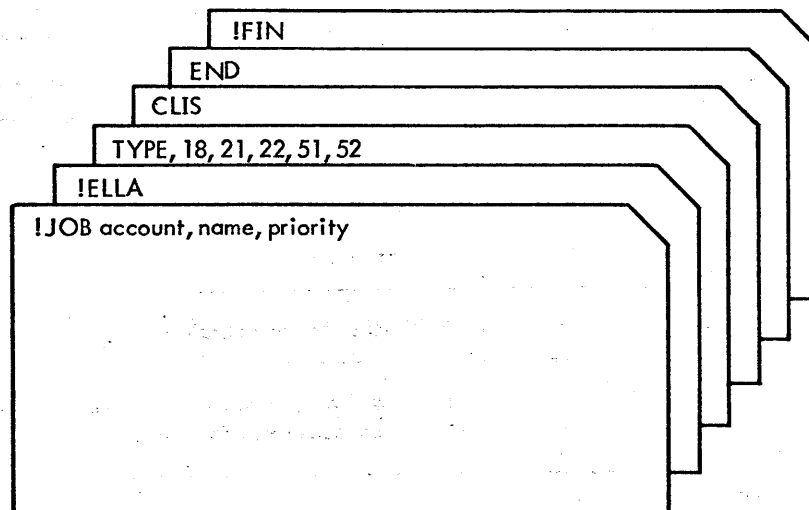 !FIN
END
CLIS
TYPE, 18, 21, 22, 51, 52
!ELLA
!JOB account, name, priority